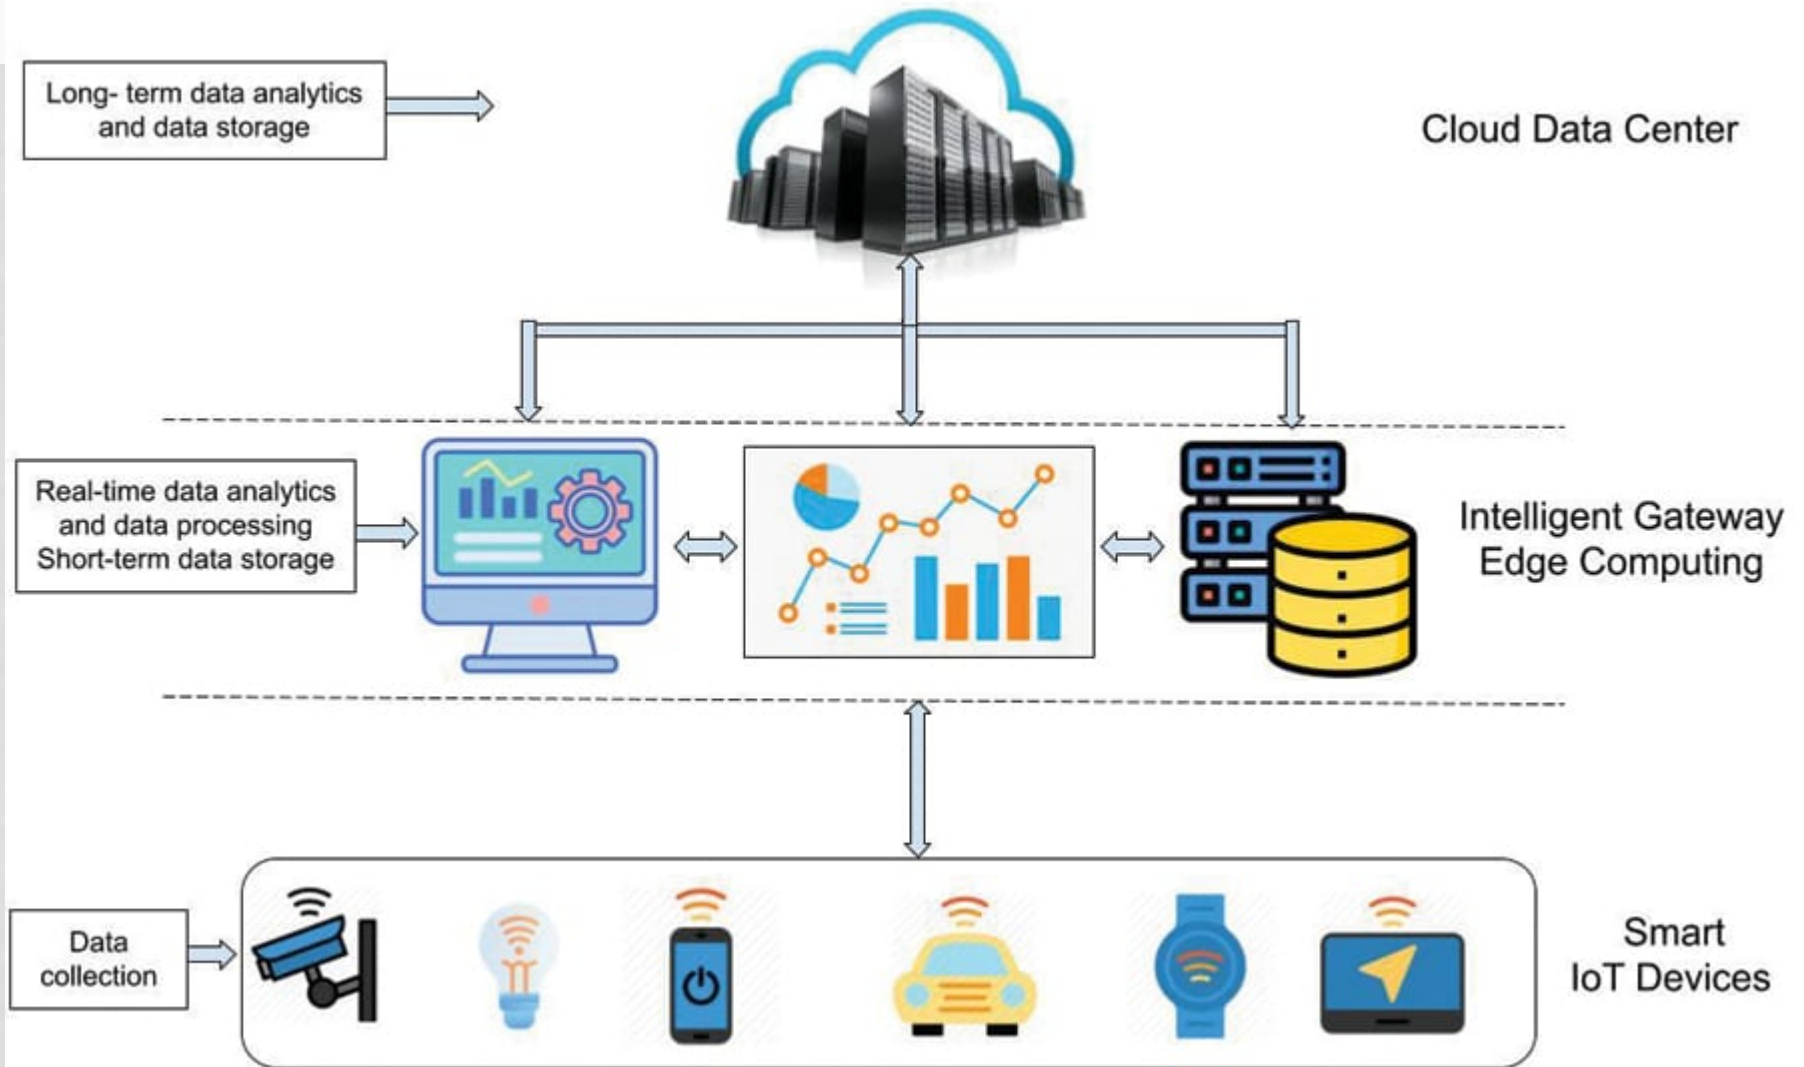 Long- term data analytics
and data storage
Cloud Data Center
Real-time data analytics
and data processing
Short-term data storage
Intelligent Gateway
Edge Computing
Data
collection
Smart
IoT Devices